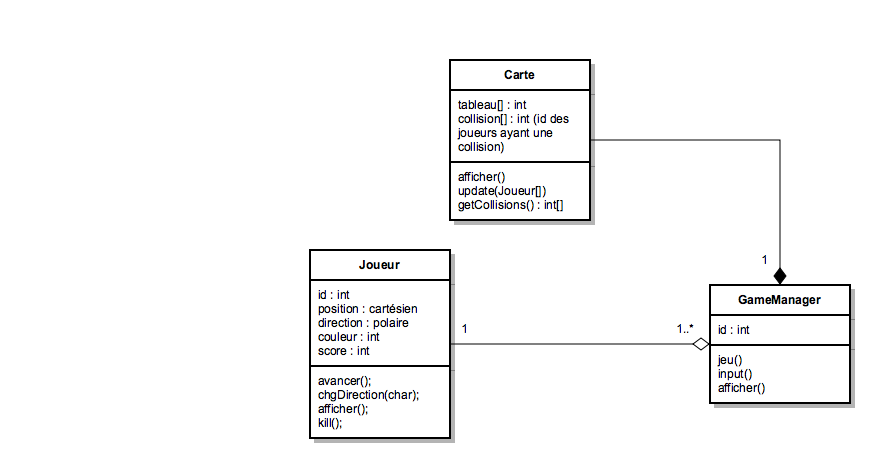 Carte
tableau[] : int
collision[] : int (id des
joueurs ayant une
collision)
afficher()
update(Joueur[])
getCollisions() : int[]
1
Joueur
id : int
position : cartésien
direction : polaire
couleur : int
score : int
avancer();
chgDirection(char);
afficher();
kill();
1
1..*
GameManager
id : int
jeu()
input()
afficher()